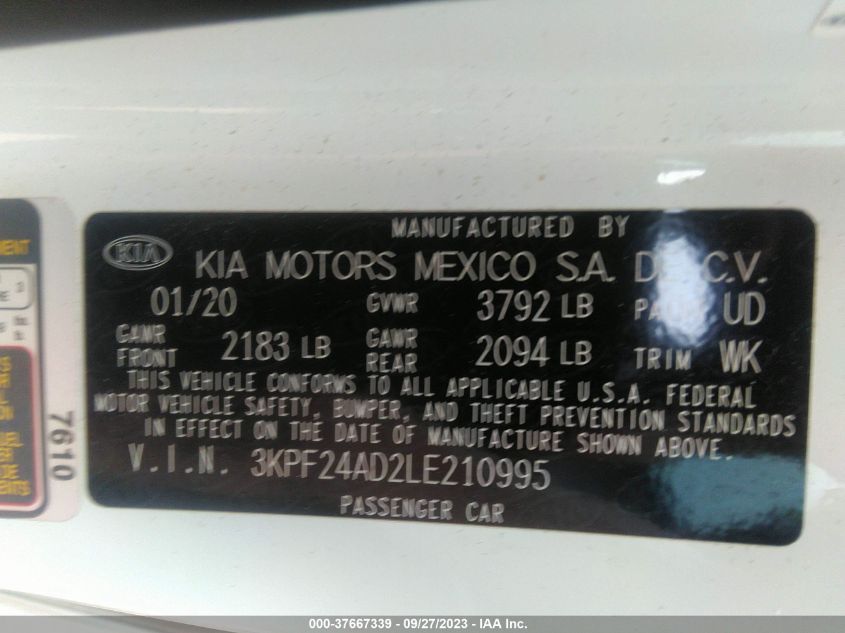 MANUFACTURED BY
KIA KIA MOTORS MEXICO S.A. C.V.
01/20 GVWR 3792 LB UD
GAWR FRONT 2183 LB GAWR REAR 2094 LB TRIM WK
THIS VEHICLE CONFORMS TO ALL APPLICABLE U.S.A. FEDERAL
MOTOR VEHICLE SAFETY, BUMPER, AND THEFT PREVENTION STANDARDS
IN EFFECT ON THE DATE OF MANUFACTURE SHOWN ABOVE.
V.I.N. 3KPF24AD2LE210995
PASSENGER CAR
7610
000-37667339 - 09/27/2023 - IAA Inc.